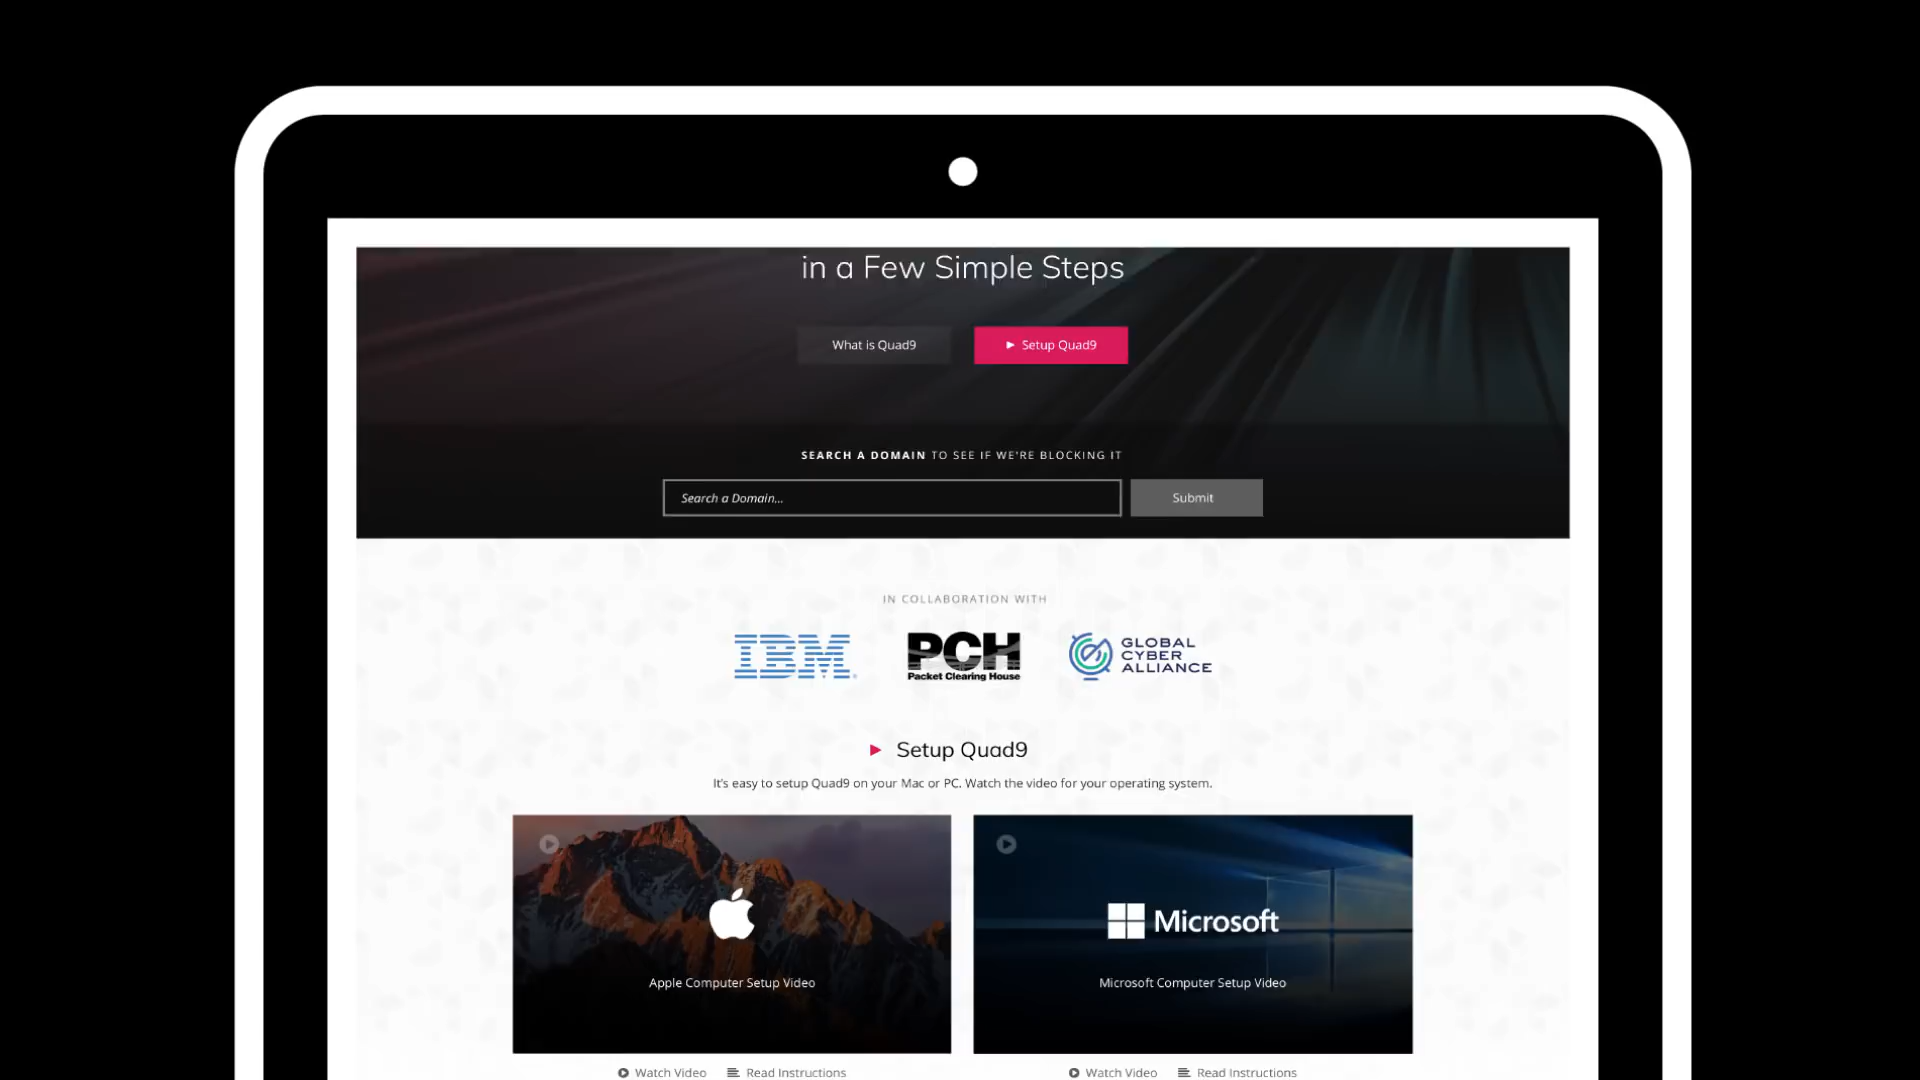 in a Few Simple Steps
What is Quad9
Setup Quad9
SEARCH A DOMAIN TO SEE IF WE'RE BLOCKING IT
Search a Domain...
Submit
IN COLLABORATION WITH
IBM
PCH
Packet Clearing House
GLOBAL
CYBER
ALLIANCE
Setup Quad9
It's easy to setup Quad9 on your Mac or PC. Watch the video for your operating system.
Apple Computer Setup Video
Microsoft
Microsoft Computer Setup Video
Watch Video
Read Instructions
Watch Video
Read Instructions